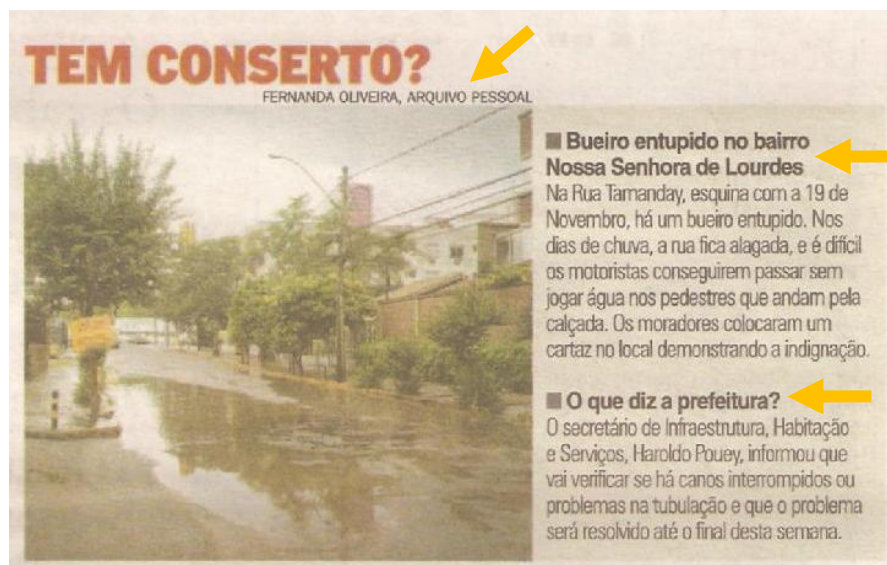 TEM CONSERTO?
FERNANDA OLIVEIRA, ARQUIVO PESSOAL
■ Bueiro entupido no bairro
Nossa Senhora de Lourdes
Na Rua Tamanday, esquina com a 19 de
Novembro, há um bueiro entupido. Nos
dias de chuva, a rua fica alagada, e é difícil
os motoristas conseguirem passar sem
jogar água nos pedestres que andam pela
calçada. Os moradores colocaram um
cartaz no local demonstrando a indignação.
■ O que diz a prefeitura?
O secretário de Infraestrutura, Habitação
e Serviços, Haroldo Pouey, informou que
vai verificar se há canos interrompidos ou
problemas na tubulação e que o problema
será resolvido até o final desta semana.